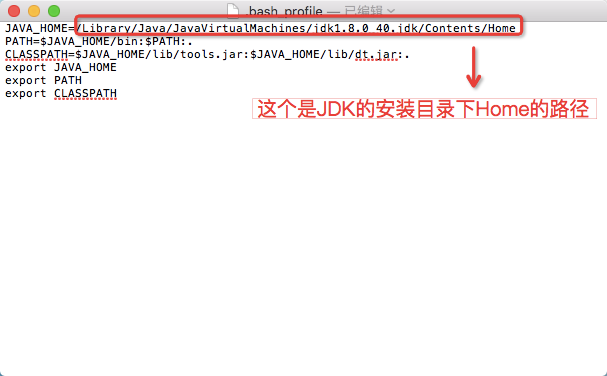 .bash_profile — 已编辑
JAVA_HOME=/Library/Java/JavaVirtualMachines/jdk1.8.0_40.jdk/Contents/Home
PATH=$JAVA_HOME/bin:$PATH:.
CLASSPATH=$JAVA_HOME/lib/tools.jar:$JAVA_HOME/lib/dt.jar:.
export JAVA_HOME
export PATH
export CLASSPATH
这个是JDK的安装目录下Home的路径